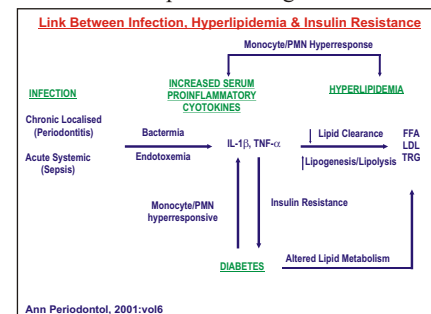 Link Between Infection, Hyperlipidemia & Insulin Resistance
Monocyte/PMN Hyperresponse
INFECTION
INCREASED SERUM
PROINFLAMMATORY
CYOTOKINES
HYPERLIPIDEMIA
Chronic Localised
(Periodontitis)
Acute Systemic
(Sepsis)
Bactermia
Endotoxemia
IL-1β, TNF-α
Lipid Clearance
Lipogenesis/Lipolysis
FFA
LDL
TRG
Monocyte/PMN
hyperresponsive
Insulin Resistance
DIABETES
Altered Lipid Metabolism
Ann Periodontol, 2001:vol6